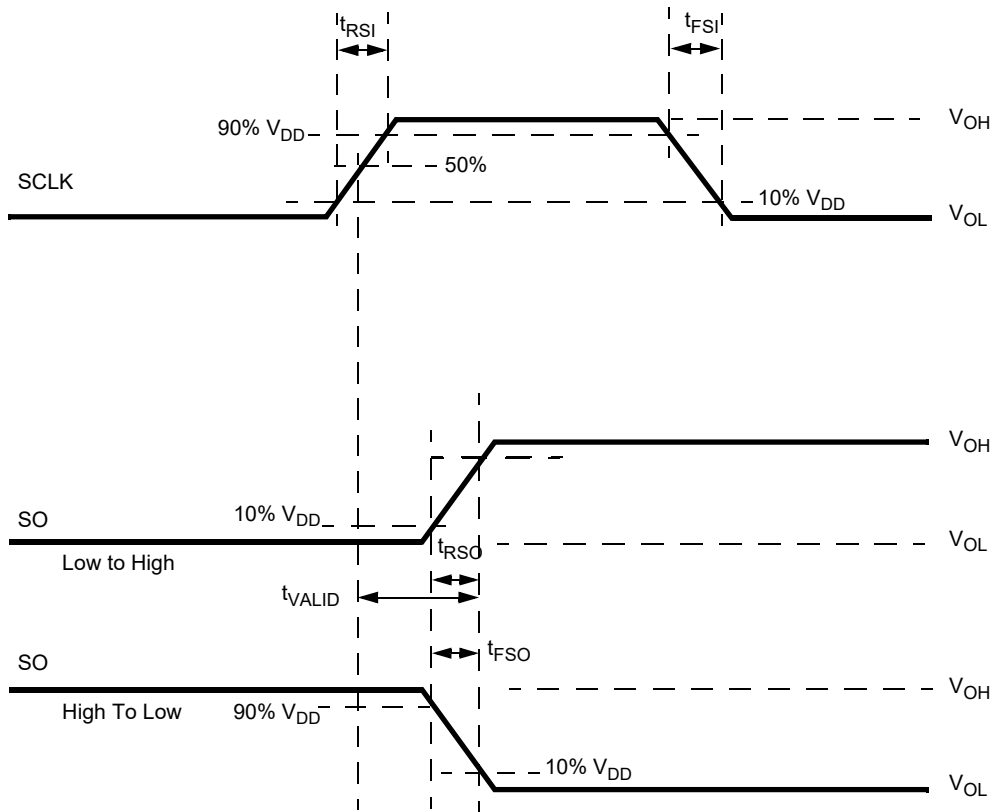 tRSI
tFSI
90% VDD
VOH
50%
SCLK
10% VDD
VOL
VOH
10% VDD
SO
VOL
Low to High
tRSO
tVALID
SO
tFSO
VOH
High To Low
90% VDD
10% VDD
VOL